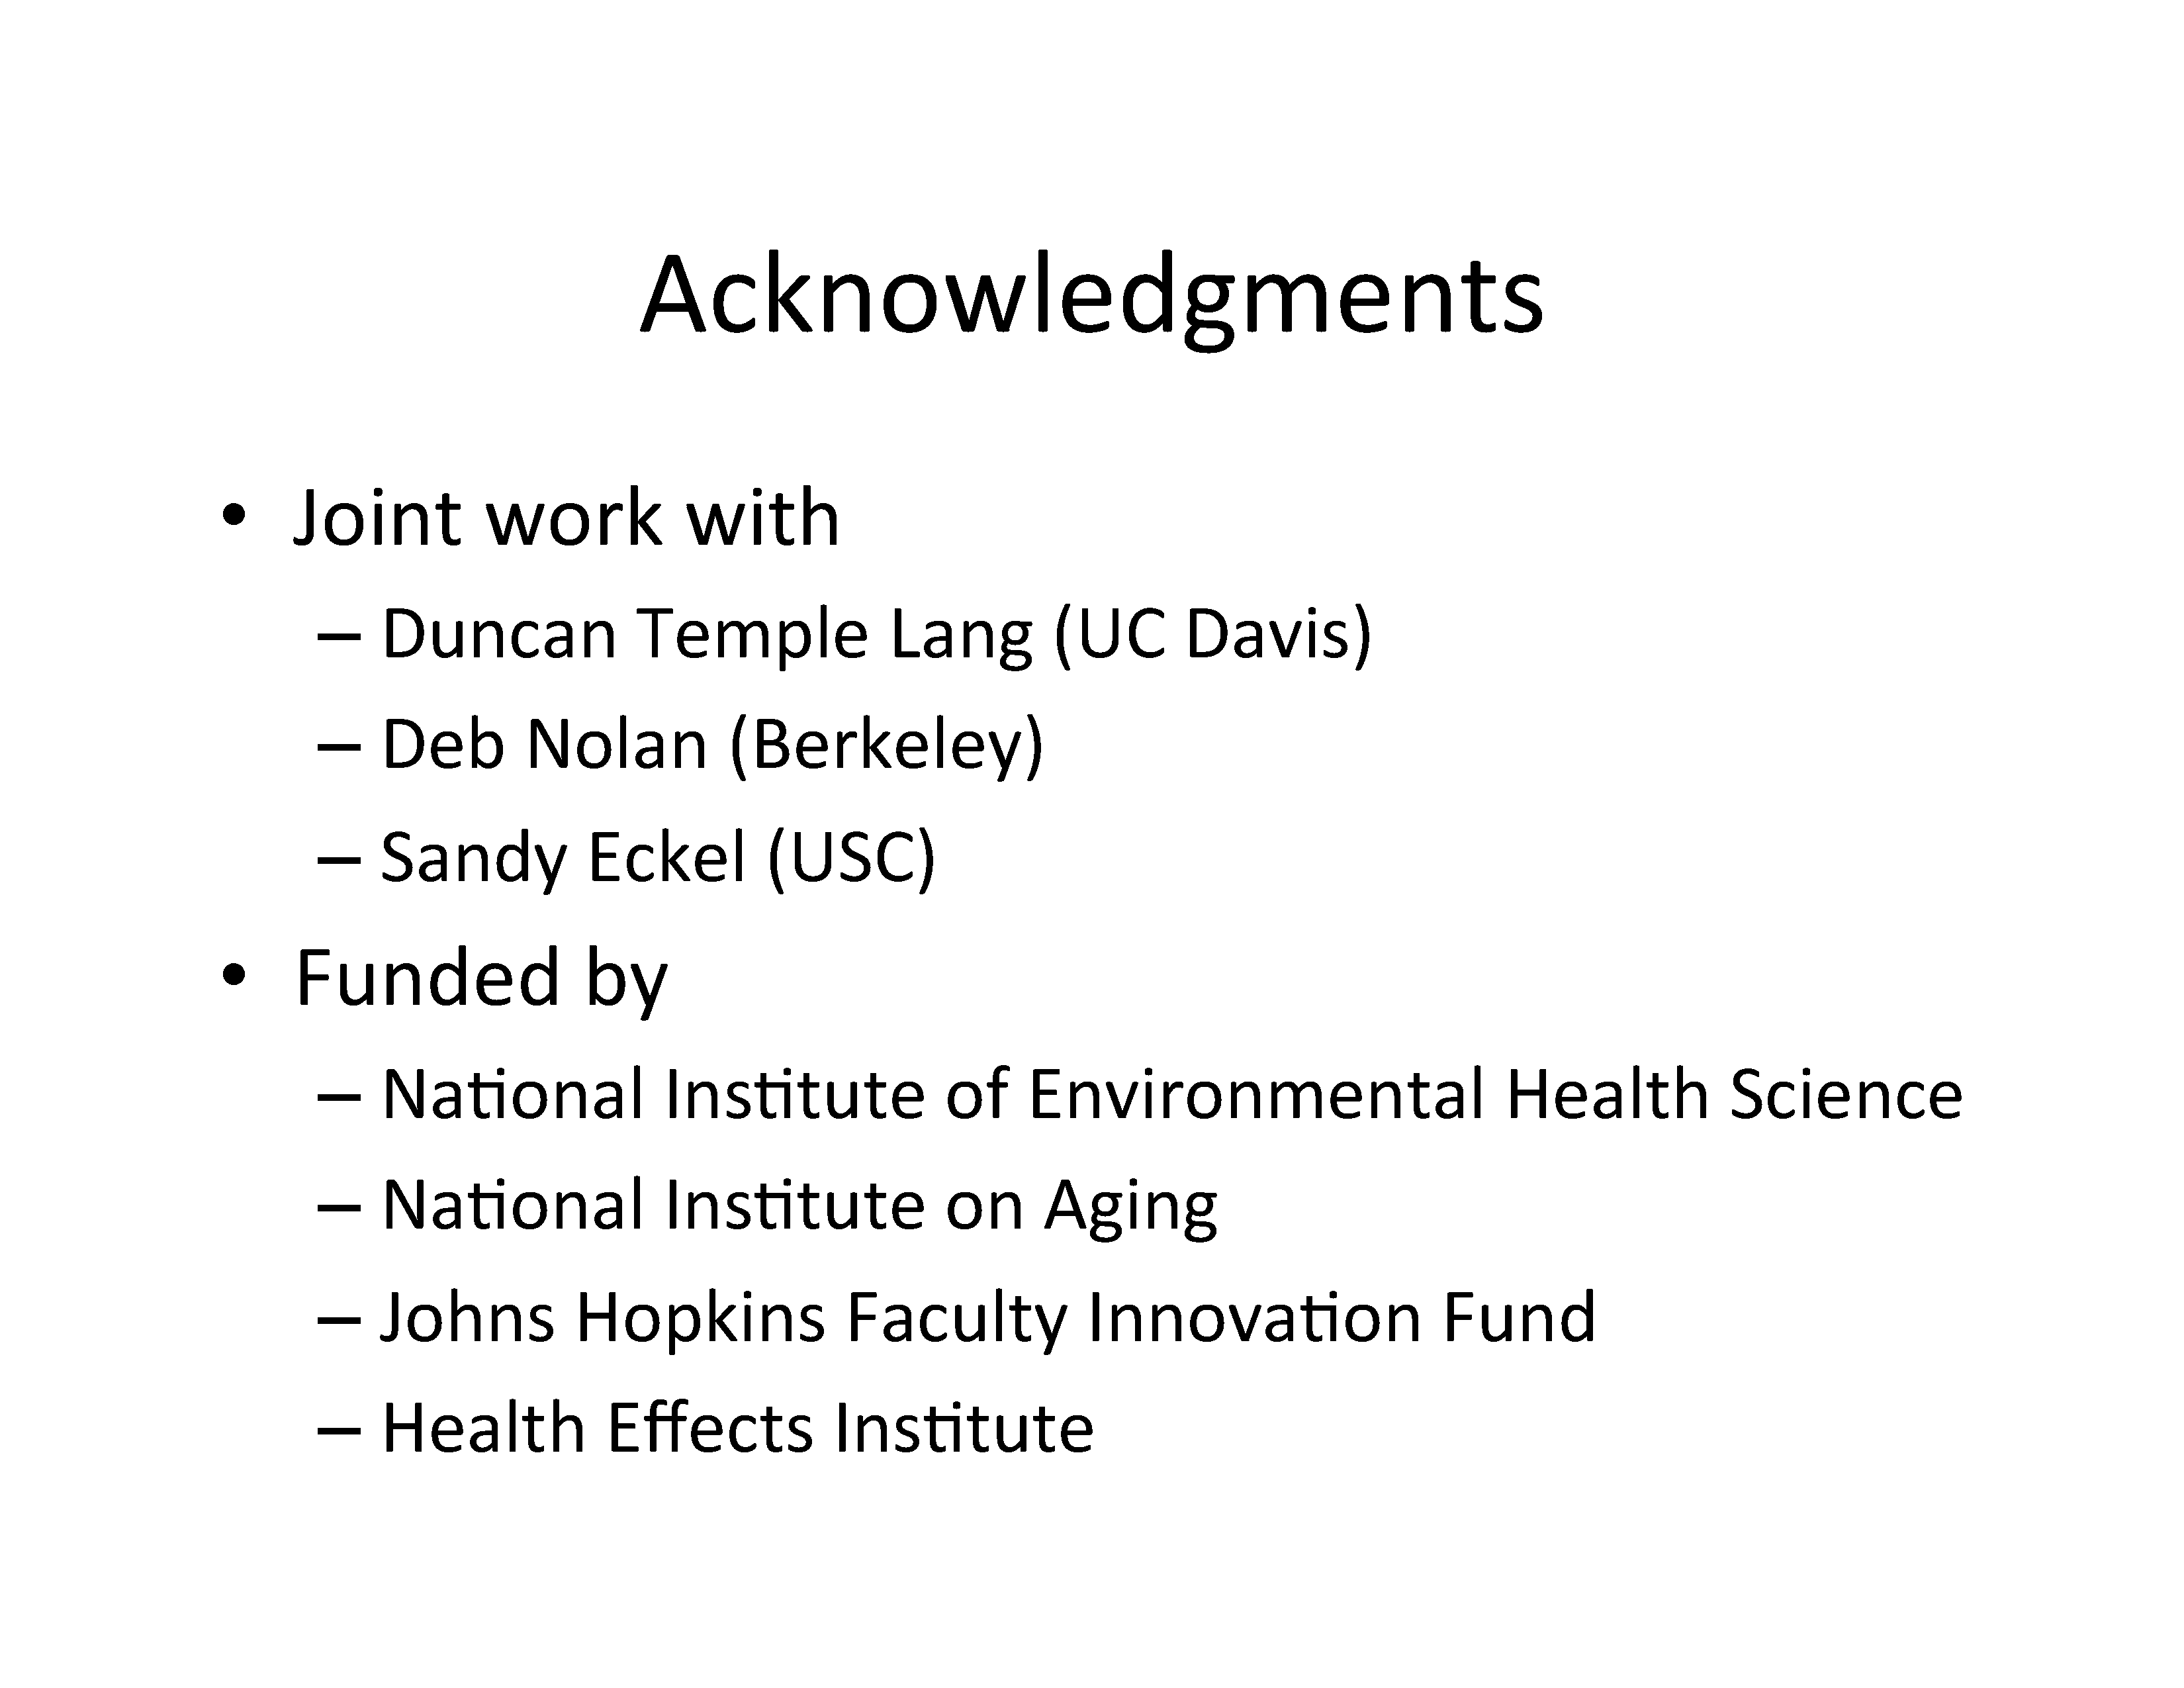 Acknowledgments
• Joint work with
– Duncan Temple Lang (UC Davis)
– Deb Nolan (Berkeley)
– Sandy Eckel (USC)
• Funded by
– National Institute of Environmental Health Science
– National Institute on Aging
– Johns Hopkins Faculty Innovation Fund
– Health Effects Institute